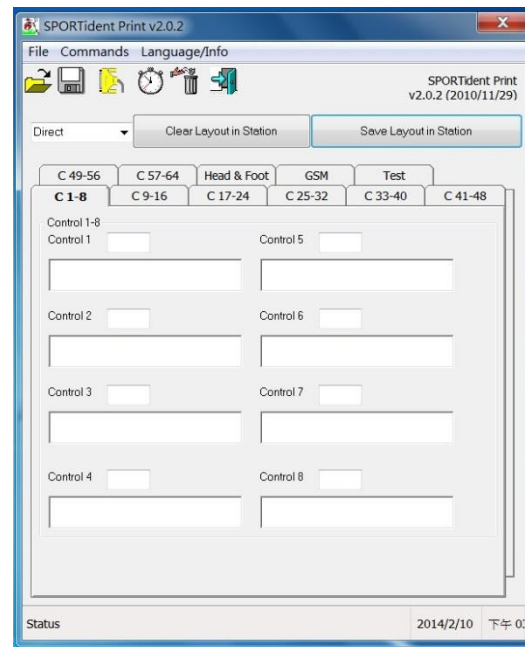 SPORTident Print v2.0.2
File Commands Language/Info
SPORTident Print
v2.0.2 (2010/11/29)
Direct
Clear Layout in Station
Save Layout in Station
C 49-56 C 57-64 Head & Foot GSM Test
C 1-8 C 9-16 C 17-24 C 25-32 C 33-40 C 41-48
Control 1-8
Control 1 Control 5
Control 2 Control 6
Control 3 Control 7
Control 4 Control 8
Status 2014/2/10 下午 03